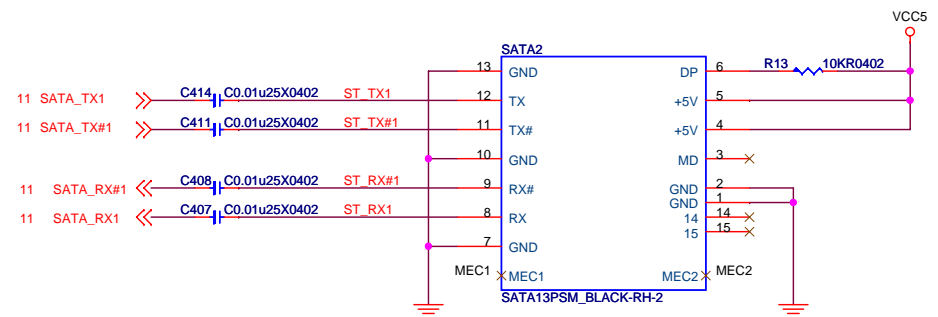 VCC5
SATA2
13 GND DP 6 R13 10KR0402
11 SATA_TX1 C414 C0.01u25X0402 ST_TX1 12 TX +5V 5
11 SATA_TX#1 C411 C0.01u25X0402 ST_TX#1 11 TX# +5V 4
10 GND MD 3
11 SATA_RX#1 C408 C0.01u25X0402 ST_RX#1 9 RX# GND 2
GND 1
11 SATA_RX1 C407 C0.01u25X0402 ST_RX1 8 RX 14 14
15 15
7 GND
MEC1 MEC1 MEC2 MEC2
SATA13PSM_BLACK-RH-2